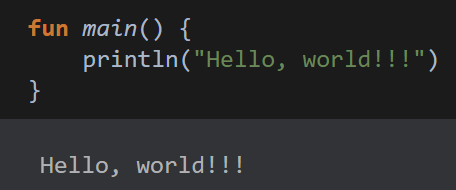 fun main() {
    println("Hello, world!!!")
}
Hello, world!!!